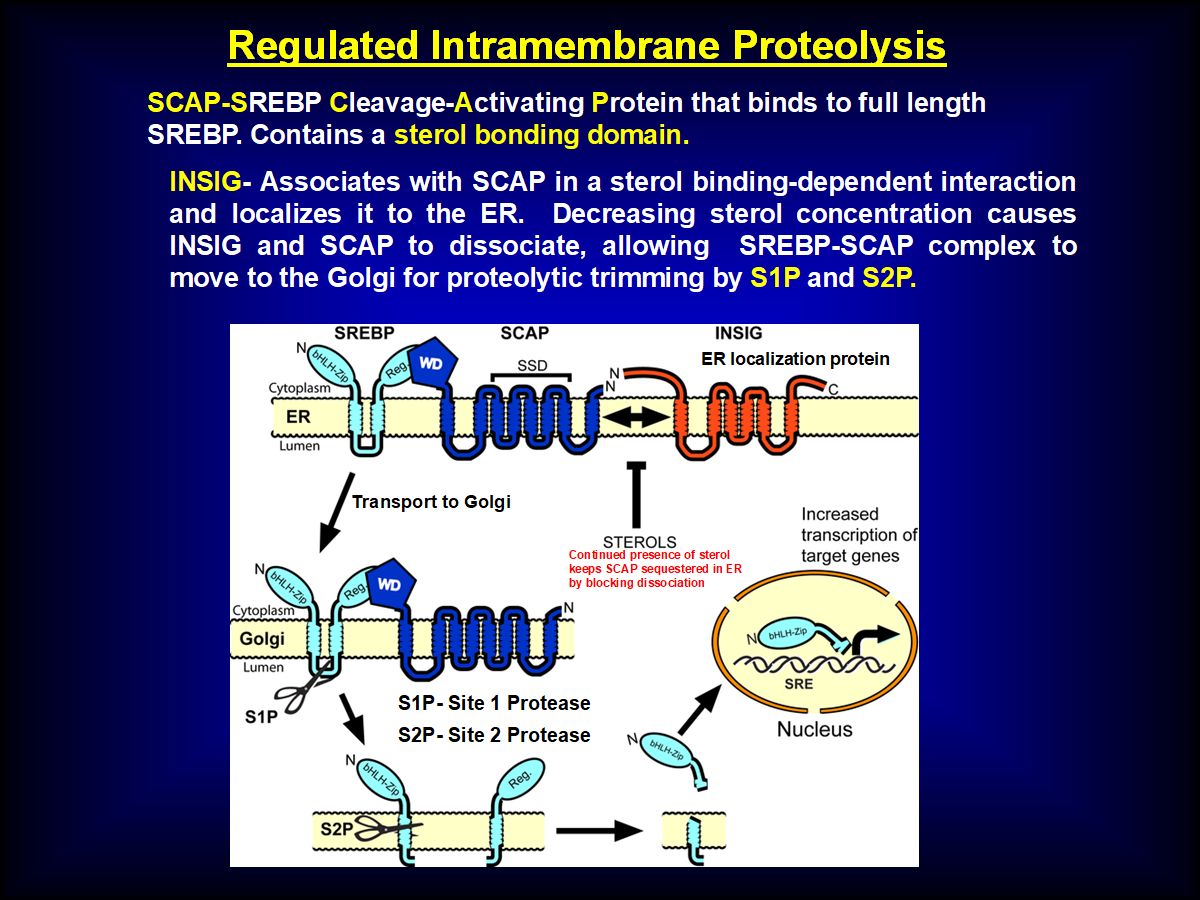 Regulated Intramembrane Proteolysis
SCAP-SREBP Cleavage-Activating Protein that binds to full length
SREBP. Contains a sterol bonding domain.
INSIG- Associates with SCAP in a sterol binding-dependent interaction
and localizes it to the ER. Decreasing sterol concentration causes
INSIG and SCAP to dissociate, allowing SREBP-SCAP complex to
move to the Golgi for proteolytic trimming by S1P and S2P.
SREBP SCAP INSIG
N bHLH-Zip Reg. WD SSD ER localization protein
N N C
Cytoplasm
ER
Lumen
Transport to Golgi
STEROLS
Continued presence of sterol
keeps SCAP sequestered in ER
by blocking dissociation
Increased
transcription of
target genes
N bHLH-Zip Reg. WD N
Cytoplasm
Golgi
Lumen
S1P
N bHLH-Zip
SRE
Nucleus
S1P- Site 1 Protease
S2P- Site 2 Protease
N bHLH-Zip Reg.
S2P
N bHLH-Zip